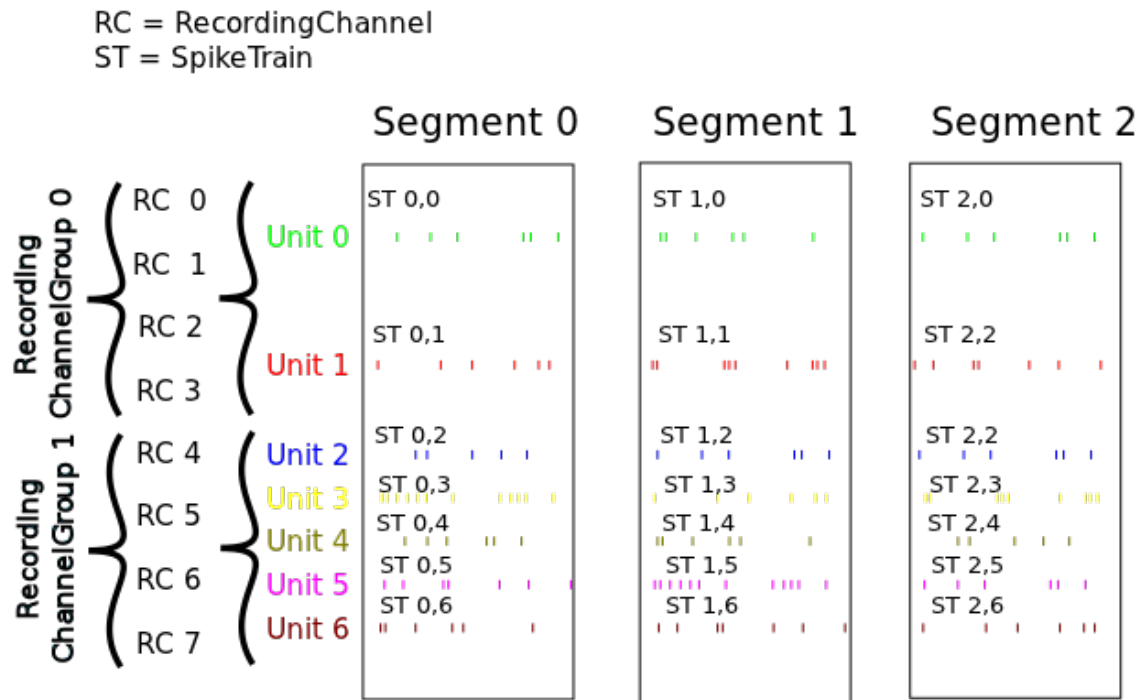 RC = RecordingChannel
ST = SpikeTrain
Segment 0
Segment 1
Segment 2
Recording
ChannelGroup 0
RC 0
RC 1
RC 2
RC 3
Unit 0
Unit 1
ST 0,0
ST 1,0
ST 2,0
ST 0,1
ST 1,1
ST 2,2
Recording
ChannelGroup 1
RC 4
RC 5
RC 6
RC 7
Unit 2
Unit 3
Unit 4
Unit 5
Unit 6
ST 0,2
ST 1,2
ST 2,2
ST 0,3
ST 1,3
ST 2,3
ST 0,4
ST 1,4
ST 2,4
ST 0,5
ST 1,5
ST 2,5
ST 0,6
ST 1,6
ST 2,6